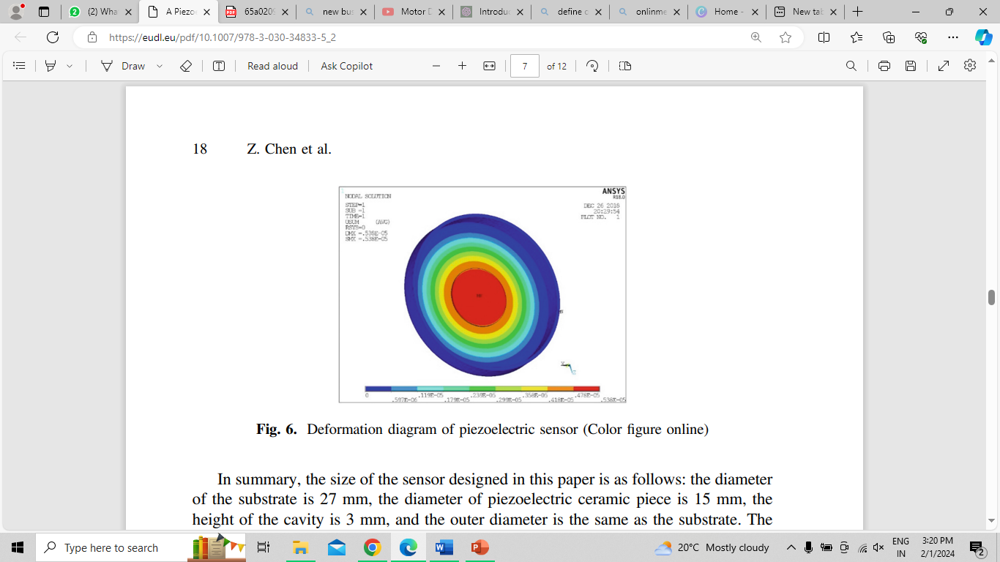 (2) Wha
A Piezo
65a020
new bu
Motor D
Introdu
define c
onlinme
Home -
New tab
https://eudl.eu/pdf/10.1007/978-3-030-34833-5_2
Draw
Read aloud
Ask Copilot
7
of 12
18 Z. Chen et al.
NODAL SOLUTION
STEP=1
SUB =1
TIME=1
USUM (AVG)
RSYS=0
DMX =.538E-05
SMX =.538E-05
ANSYS
R18.0
DEC 26 2018
20:29:54
PLOT NO. 1
0
.597E-06
.119E-05
.179E-05
.239E-05
.299E-05
.358E-05
.418E-05
.478E-05
.538E-05
Fig. 6. Deformation diagram of piezoelectric sensor (Color figure online)
In summary, the size of the sensor designed in this paper is as follows: the diameter
of the substrate is 27 mm, the diameter of piezoelectric ceramic piece is 15 mm, the
height of the cavity is 3 mm, and the outer diameter is the same as the substrate. The
Type here to search
20°C Mostly cloudy
ENG
IN
3:20 PM
2/1/2024
2